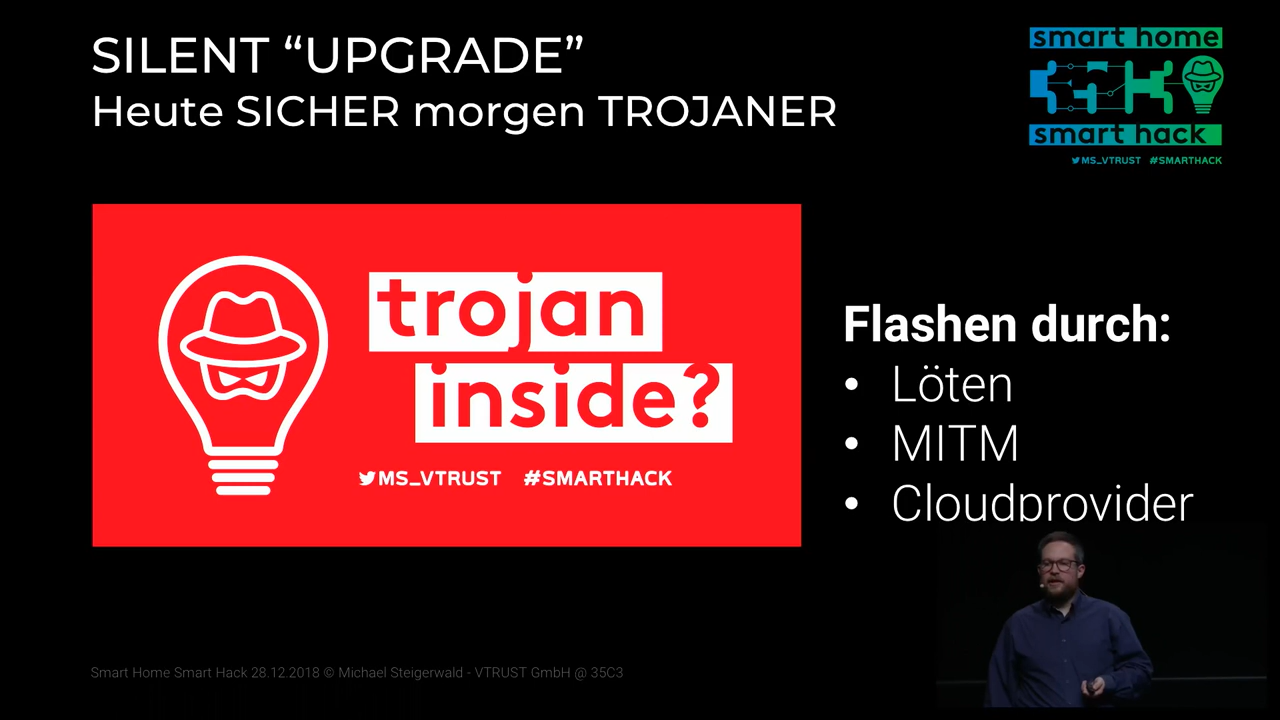 SILENT “UPGRADE”
Heute SICHER morgen TROJANER
smart home
smart hack
MS_VTRUST #SMARTHACK
trojan
inside?
MS_VTRUST #SMARTHACK
Flashen durch:
• Löten
• MITM
• Cloudprovider
Smart Home Smart Hack 28.12.2018 © Michael Steigerwald - VTRUST GmbH @ 35C3